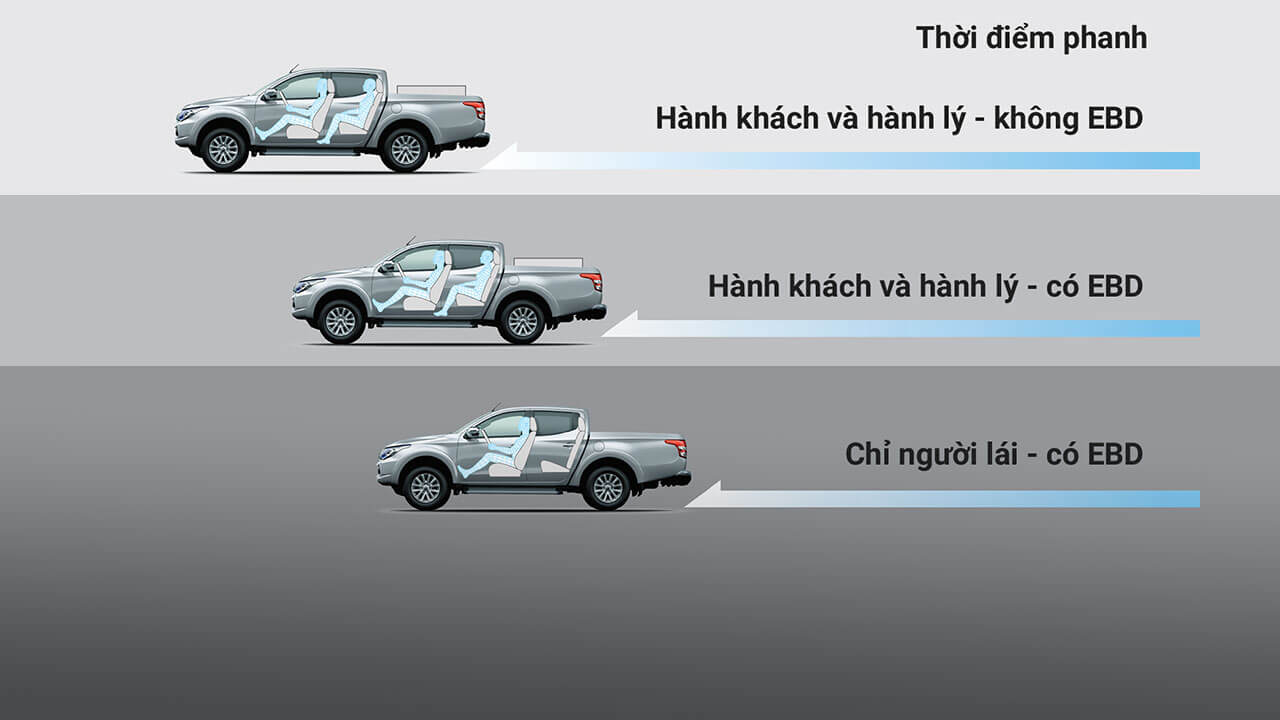 Thời điểm phanh
Hành khách và hành lý - không EBD
Hành khách và hành lý - có EBD
Chỉ người lái - có EBD